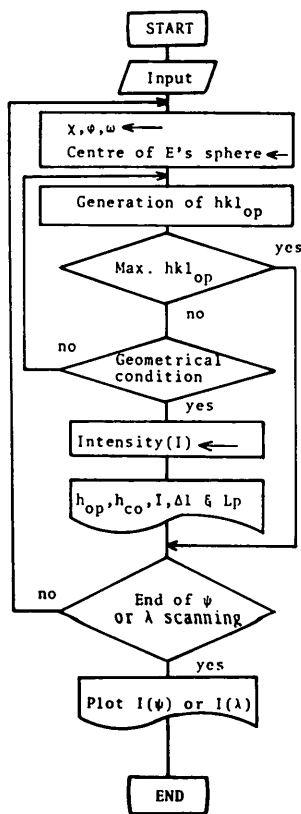 START
Input
χ,φ,ω ←
Centre of E's sphere ←
Generation of hkl_op
Max. hkl_op
yes
no
no
Geometrical
condition
yes
Intensity(I) ←
h_op,h_co,I,Δl & Lp
no
End of ψ
or λ scanning
yes
Plot I(ψ) or I(λ)
END